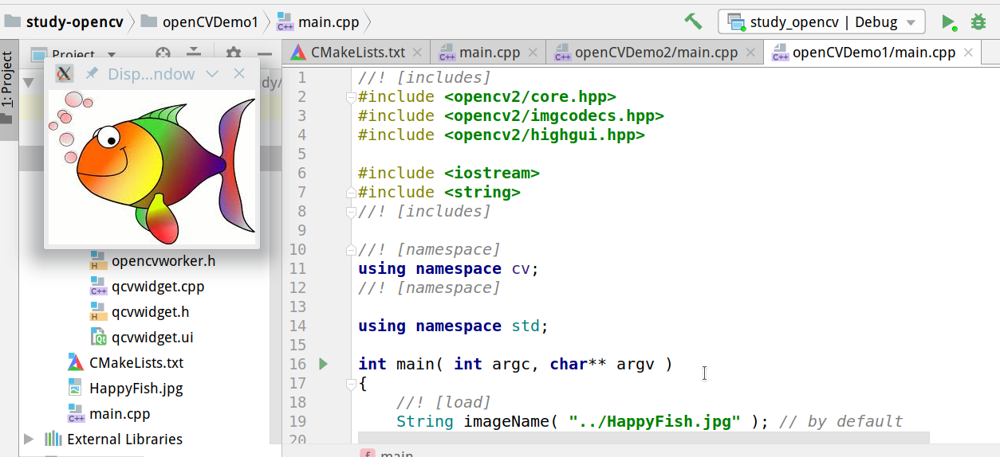 study-opencv openCVDemo1 main.cpp study_opencv | Debug
1: Project
Project
CMakeLists.txt main.cpp openCVDemo2/main.cpp openCVDemo1/main.cpp
Disp...ndow
dy/
opencvworker.h
qcvwidget.cpp
qcvwidget.h
qcvwidget.ui
CMakeLists.txt
HappyFish.jpg
main.cpp
External Libraries
1 //! [includes]
2 #include <opencv2/core.hpp>
3 #include <opencv2/imgcodecs.hpp>
4 #include <opencv2/highgui.hpp>
5
6 #include <iostream>
7 #include <string>
8 //! [includes]
9
10 //! [namespace]
11 using namespace cv;
12 //! [namespace]
13
14 using namespace std;
15
16 int main( int argc, char** argv )
17 {
18 //! [load]
19 String imageName( "../HappyFish.jpg" ); // by default
20
f main